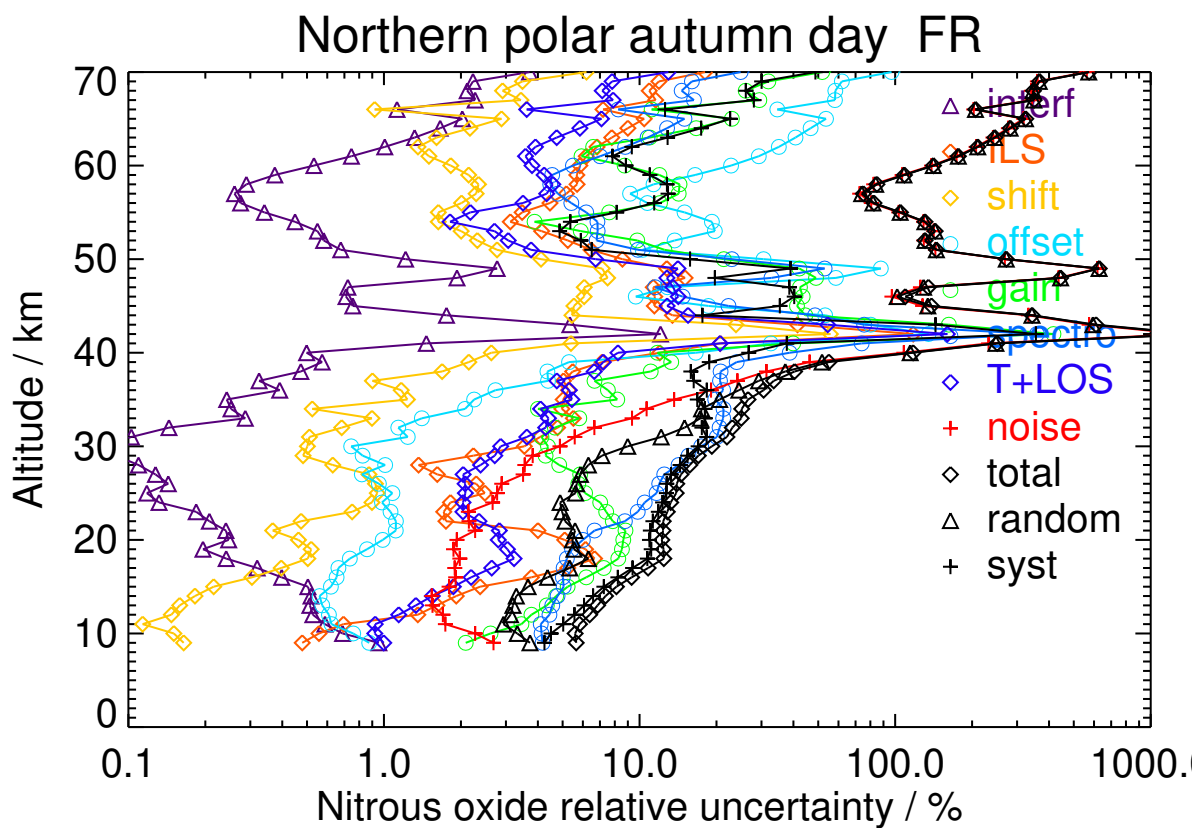 Northern polar autumn day FR
70
60
50
40
30
20
10
0
Altitude / km
interf
ILS
shift
offset
gain
spectro
T+LOS
noise
total
random
syst
0.1 1.0 10.0 100.0 1000.0
Nitrous oxide relative uncertainty / %